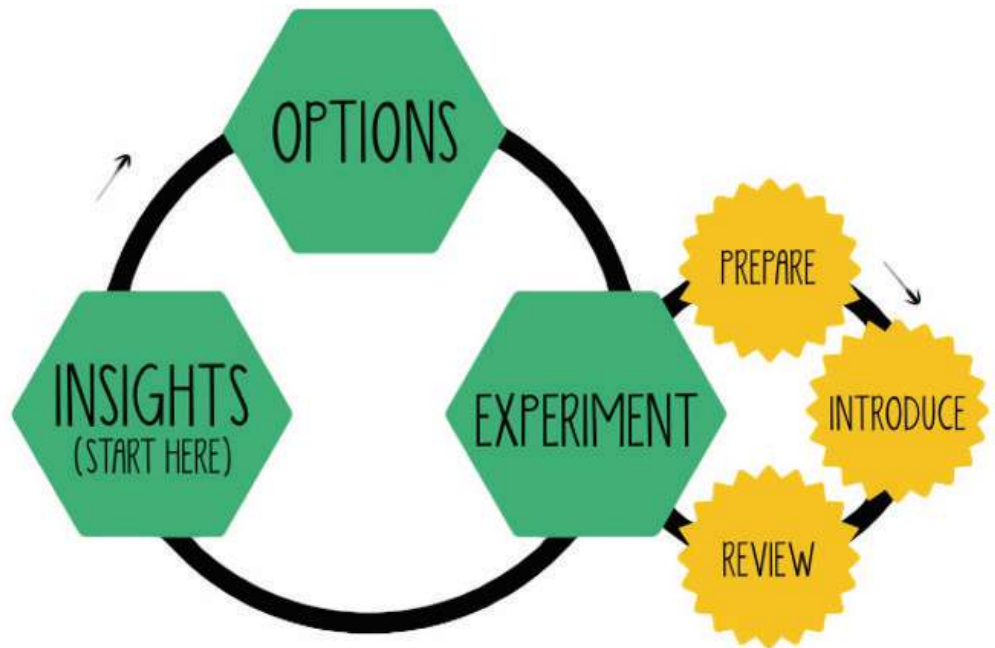 OPTIONS
PREPARE
INSIGHTS
(START HERE)
EXPERIMENT
INTRODUCE
REVIEW